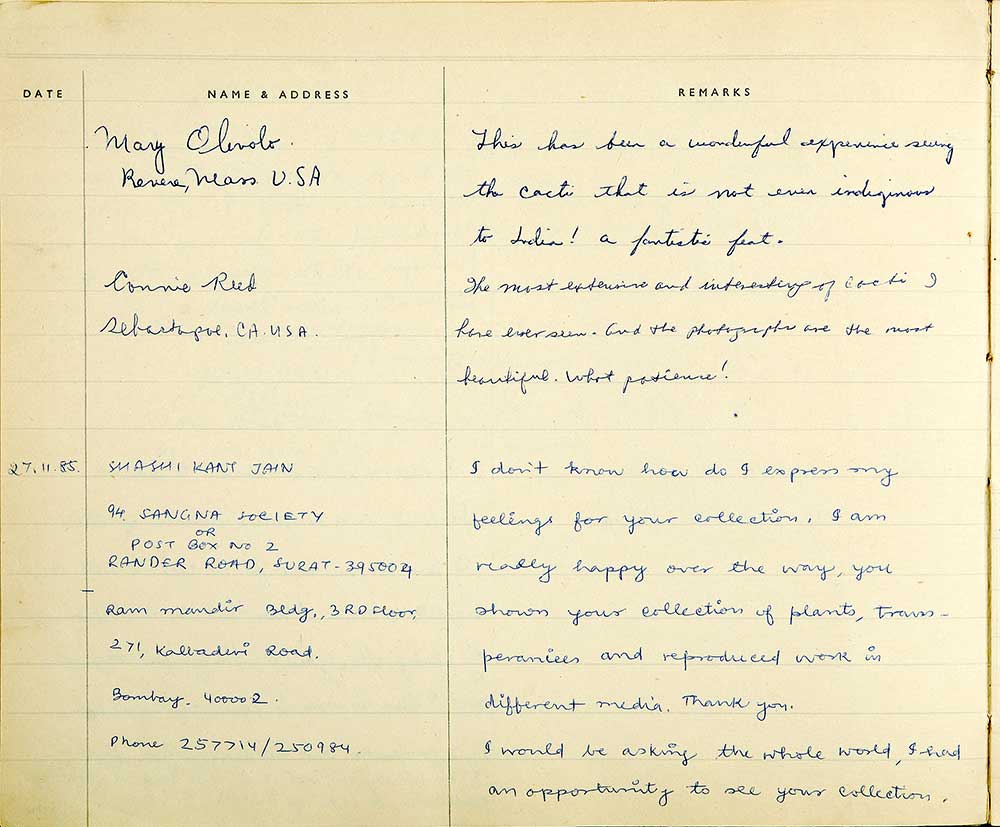 DATE NAME & ADDRESS REMARKS
Mary Olivolo.
Revere, Mass U.SA
This has been a wonderful experience seeing
the cacti that is not even indiginous
to India! a fantistic feat.
Connie Reed
Sebastapol, CA. USA.
The most extensive and interesting of cacti I
have ever seen. And the photographs are the most
beautiful. What patience!
27.11.85. SHASHI KANT JAIN
94 SANGNA SOCIETY
OR
POST BOX NO 2
RANDER ROAD, SURAT-395009
Ram mandir Bldg., 3RD Floor,
271, Kalbadevi Road.
Bombay. 400002.
Phone 257714/250984.
I don't know how do I express my
feelings for your collection. I am
really happy over the way, you
shown your collection of plants, trans-
peraniees and reproduced work in
different media. Thank you.
I would be asking the whole world, I had
an opportunity to see your collection.